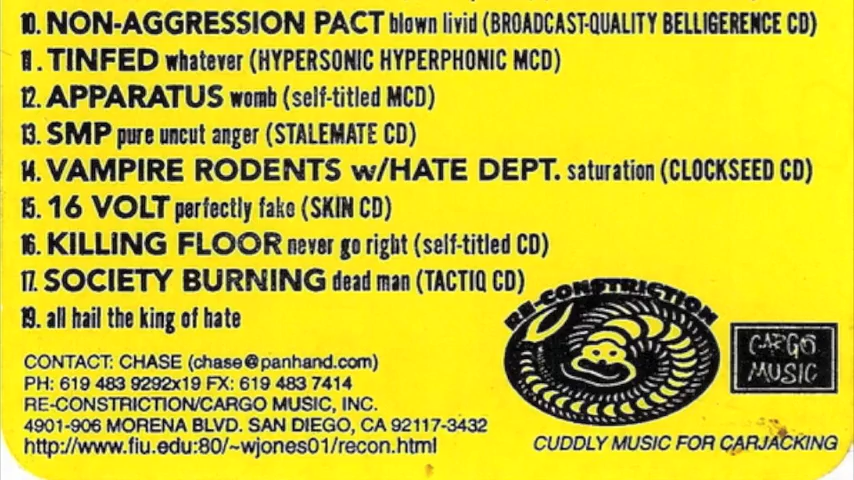 10. NON-AGGRESSION PACT blown livid (BROADCAST-QUALITY BELLIGERENCE CD)
11. TINFED whatever (HYPERSONIC HYPERPHONIC MCD)
12. APPARATUS womb (self-titled MCD)
13. SMP pure uncut anger (STALEMATE CD)
14. VAMPIRE RODENTS w/HATE DEPT. saturation (CLOCKSEED CD)
15. 16 VOLT perfectly fake (SKIN CD)
16. KILLING FLOOR never go right (self-titled CD)
17. SOCIETY BURNING dead man (TACTIQ CD)
19. all hail the king of hate
RE-CONSTRICTION
CARGO
MUSIC
CONTACT: CHASE (chase@panhand.com)
PH: 619 483 9292x19 FX: 619 483 7414
RE-CONSTRICTION/CARGO MUSIC, INC.
4901-906 MORENA BLVD. SAN DIEGO, CA 92117-3432
http://www.fiu.edu:80/~wjones01/recon.html
CUDDLY MUSIC FOR CARJACKING